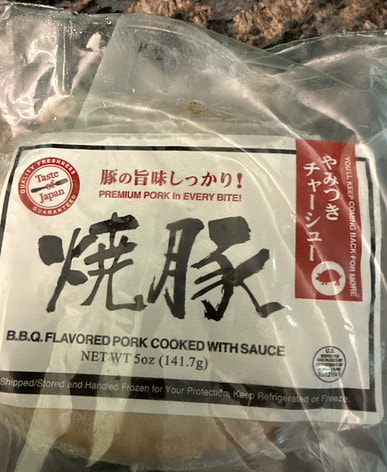 QUALITY FRESHNESS
Taste of Japan
GUARANTEED
豚の旨味しっかり！
PREMIUM PORK in EVERY BITE!
やみつき
チャーシュー
YOU'LL KEEP COMING BACK FOR MORE
焼豚
B.B.Q. FLAVORED PORK COOKED WITH SAUCE
NET WT 5oz (141.7g)
U.S.
Shipped/Stored and Handled Frozen for Your Protection, Keep Refrigerated or Freeze.